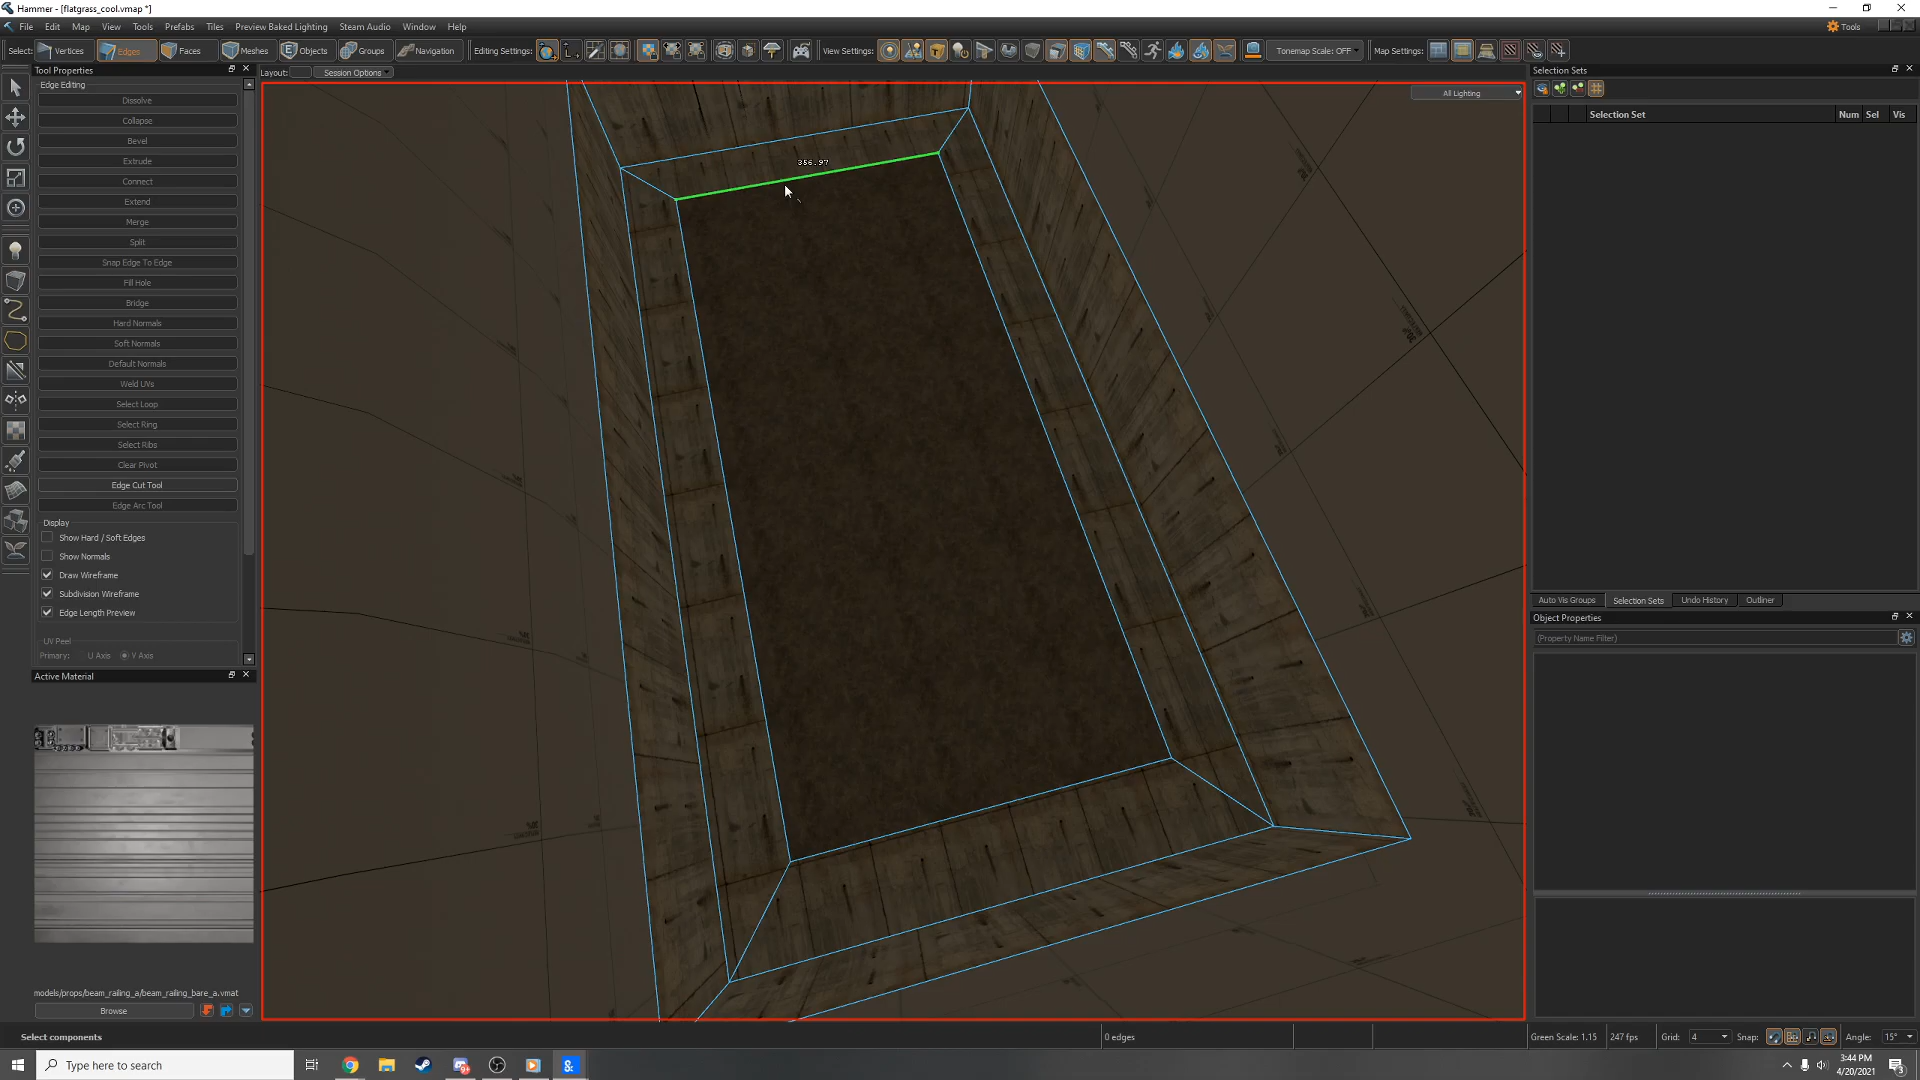 Hammer - [flatgrass_cool.vmap *]
File Edit Map View Tools Prefabs Tiles Preview Baked Lighting Steam Audio Window Help Tools
Select: Vertices Edges Faces Meshes Objects Groups Navigation Editing Settings: View Settings: Tonemap Scale: OFF Map Settings:
Tool Properties
Layout: Session Options
Selection Sets
Edge Editing
Dissolve
Collapse
Bevel
Extrude
Connect
Extend
Merge
Split
Snap Edge To Edge
Fill Hole
Bridge
Hard Normals
Soft Normals
Default Normals
Weld UVs
Select Loop
Select Ring
Select Ribs
Clear Pivot
Edge Cut Tool
Edge Arc Tool
Display
Show Hard / Soft Edges
Show Normals
Draw Wireframe
Subdivision Wireframe
Edge Length Preview
UV Peel
Primary: U Axis V Axis
Active Material
models/props/beam_railing_a/beam_railing_bare_a.vmat
Browse
All Lighting
356.97
Selection Set Num Sel Vis
Auto Vis Groups Selection Sets Undo History Outliner
Object Properties
(Property Name Filter)
Select components
0 edges
Green Scale: 1.15 247 fps Grid: 4 Snap: Angle: 15°
Type here to search
3:44 PM
4/20/2021